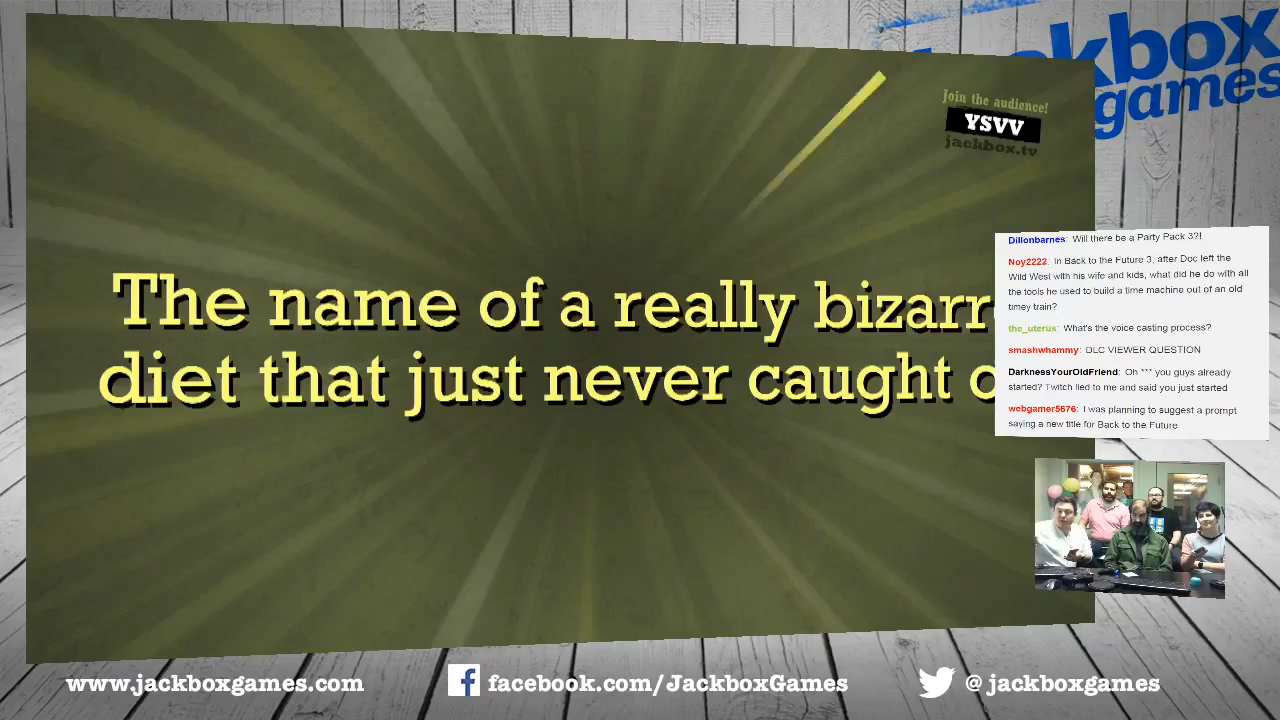 jackbox
games
Join the audience!
YSVV
jackbox.tv
The name of a really bizarr
diet that just never caught o
Dillonbarnes: Will there be a Party Pack 3?!
Noy2222: In Back to the Future 3, after Doc left the
Wild West with his wife and kids, what did he do with all
the tools he used to build a time machine out of an old
timey train?
the_uterus: What's the voice casting process?
smashwhammy: DLC VIEWER QUESTION
DarknessYourOldFriend: Oh *** you guys already
started? Twitch lied to me and said you just started
webgamer5676: I was planning to suggest a prompt
saying a new title for Back to the Future
www.jackboxgames.com
facebook.com/JackboxGames
@jackboxgames